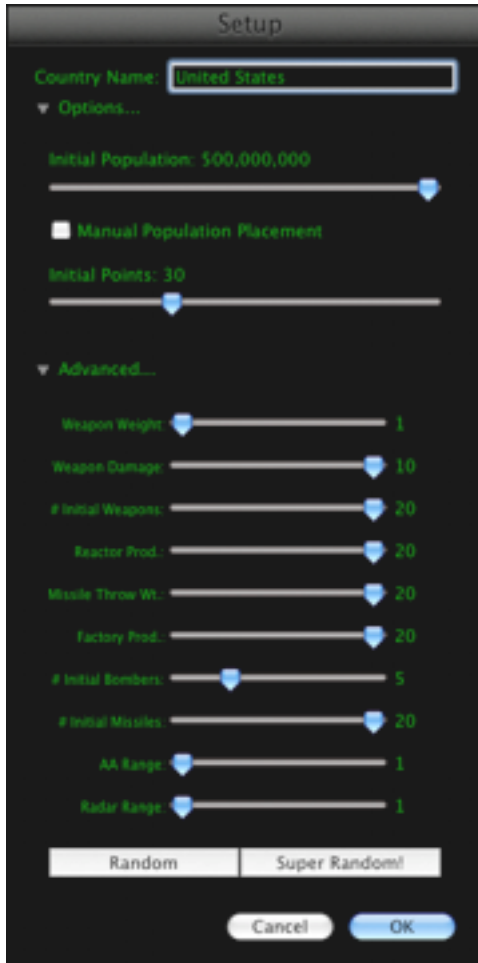 Setup
Country Name: United States
Options...
Initial Population: 500,000,000
Manual Population Placement
Initial Points: 30
Advanced...
Weapon Weight: 1
Weapon Damage: 10
# Initial Weapons: 20
Reactor Prod.: 20
Missile Throw Wt.: 20
Factory Prod.: 20
# Initial Bombers: 5
# Initial Missiles: 20
AA Range: 1
Radar Range: 1
Random Super Random!
Cancel OK